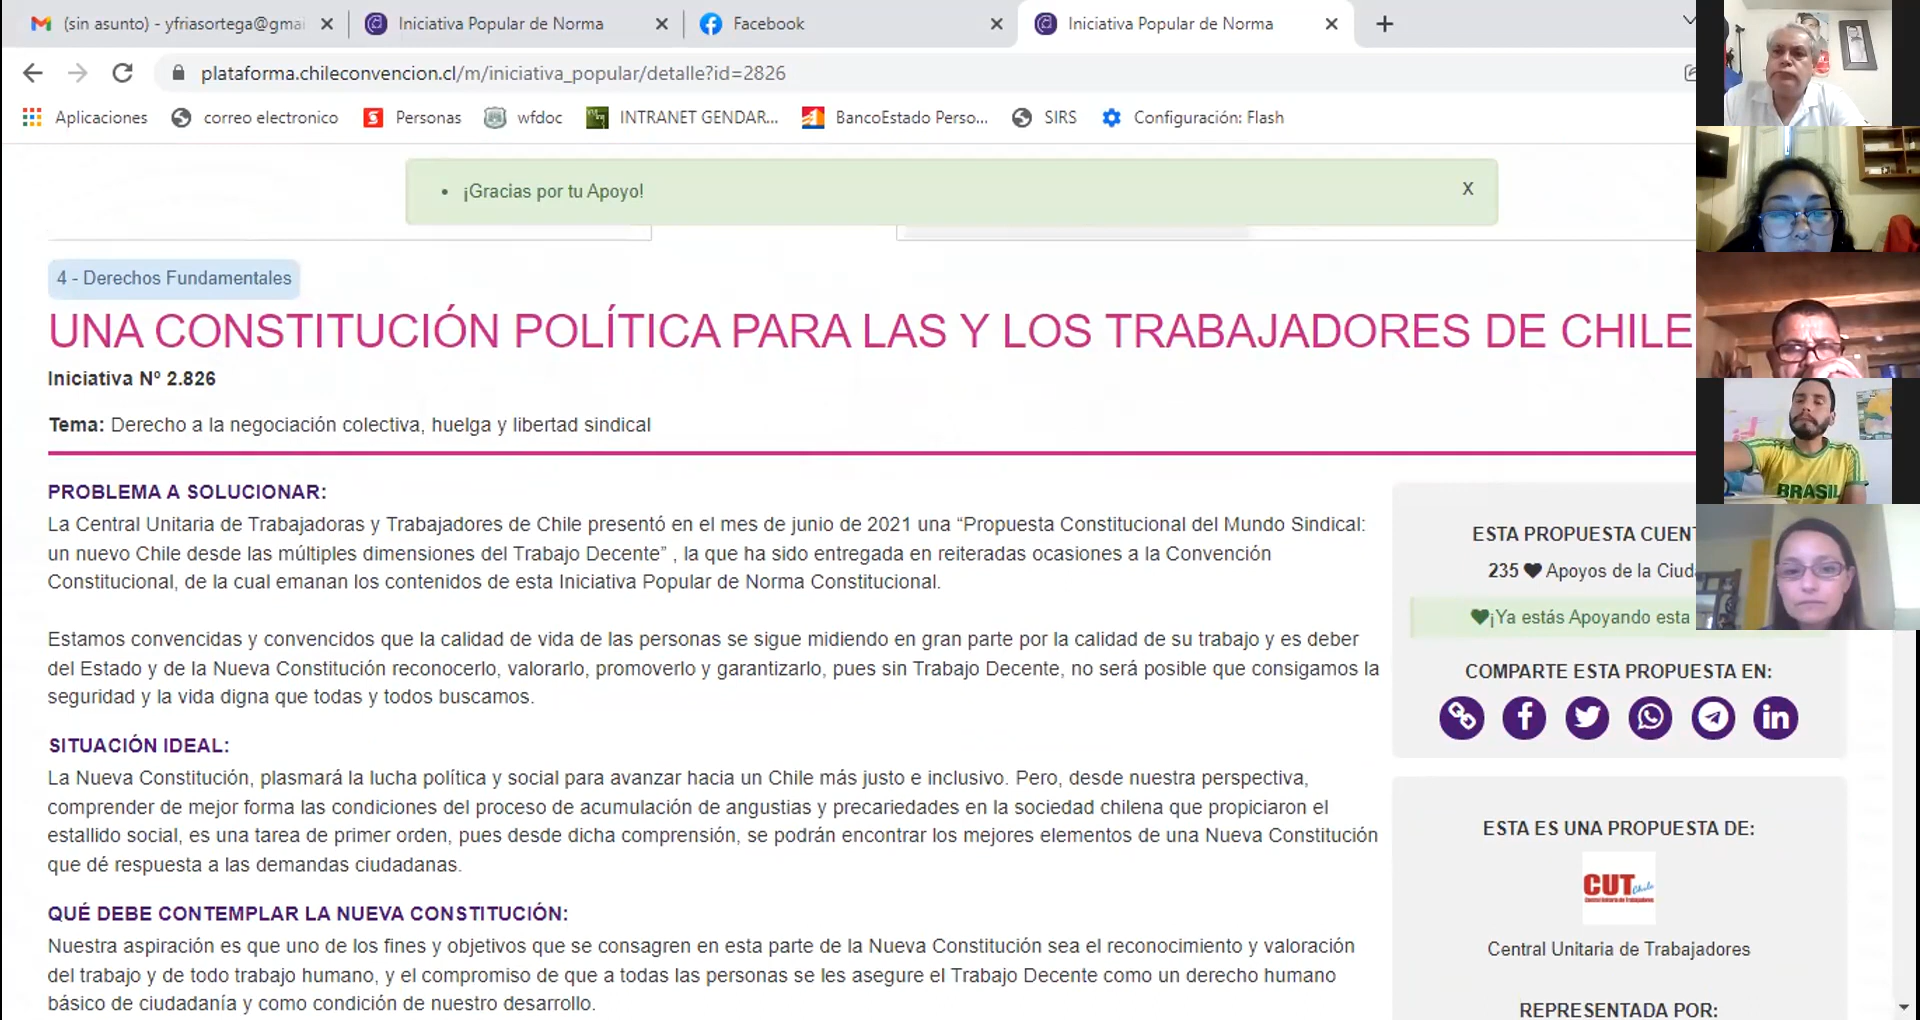 (sin asunto) - yfriasortega@gmai
Iniciativa Popular de Norma
Facebook
Iniciativa Popular de Norma
plataforma.chileconvencion.cl/m/iniciativa_popular/detalle?id=2826
Aplicaciones
correo electronico
Personas
wfdoc
INTRANET GENDAR...
BancoEstado Perso...
SIRS
Configuración: Flash
¡Gracias por tu Apoyo!
X
4 - Derechos Fundamentales
UNA CONSTITUCIÓN POLÍTICA PARA LAS Y LOS TRABAJADORES DE CHILE
Iniciativa Nº 2.826
Tema: Derecho a la negociación colectiva, huelga y libertad sindical
PROBLEMA A SOLUCIONAR:
La Central Unitaria de Trabajadoras y Trabajadores de Chile presentó en el mes de junio de 2021 una “Propuesta Constitucional del Mundo Sindical:
un nuevo Chile desde las múltiples dimensiones del Trabajo Decente” , la que ha sido entregada en reiteradas ocasiones a la Convención
Constitucional, de la cual emanan los contenidos de esta Iniciativa Popular de Norma Constitucional.
Estamos convencidas y convencidos que la calidad de vida de las personas se sigue midiendo en gran parte por la calidad de su trabajo y es deber
del Estado y de la Nueva Constitución reconocerlo, valorarlo, promoverlo y garantizarlo, pues sin Trabajo Decente, no será posible que consigamos la
seguridad y la vida digna que todas y todos buscamos.
SITUACIÓN IDEAL:
La Nueva Constitución, plasmará la lucha política y social para avanzar hacia un Chile más justo e inclusivo. Pero, desde nuestra perspectiva,
comprender de mejor forma las condiciones del proceso de acumulación de angustias y precariedades en la sociedad chilena que propiciaron el
estallido social, es una tarea de primer orden, pues desde dicha comprensión, se podrán encontrar los mejores elementos de una Nueva Constitución
que dé respuesta a las demandas ciudadanas.
QUÉ DEBE CONTEMPLAR LA NUEVA CONSTITUCIÓN:
Nuestra aspiración es que uno de los fines y objetivos que se consagren en esta parte de la Nueva Constitución sea el reconocimiento y valoración
del trabajo y de todo trabajo humano, y el compromiso de que a todas las personas se les asegure el Trabajo Decente como un derecho humano
básico de ciudadanía y como condición de nuestro desarrollo.
ESTA PROPUESTA CUEN
235 Apoyos de la Ciud
¡Ya estás Apoyando esta
COMPARTE ESTA PROPUESTA EN:
ESTA ES UNA PROPUESTA DE:
CUT Chile
Central Unitaria de Trabajadores
Central Unitaria de Trabajadores
REPRESENTADA POR:
BRASIL